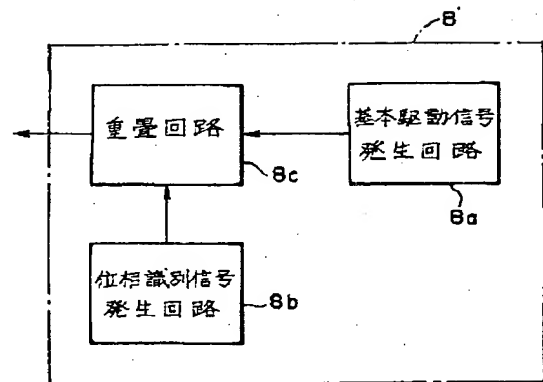 8'
重畳回路
8c
基本駆動信号
発生回路
8a
位相識別信号
発生回路
8b